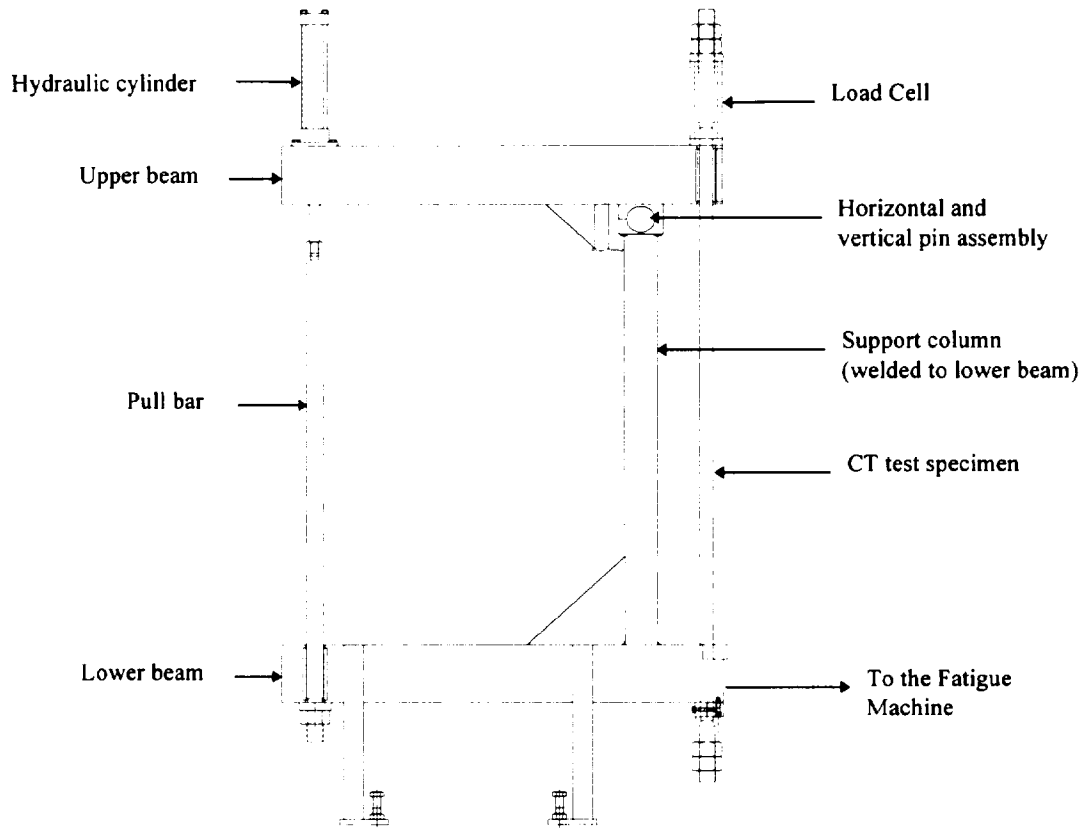 Hydraulic cylinder
Load Cell
Upper beam
Horizontal and
vertical pin assembly
Support column
(welded to lower beam)
Pull bar
CT test specimen
Lower beam
To the Fatigue
Machine